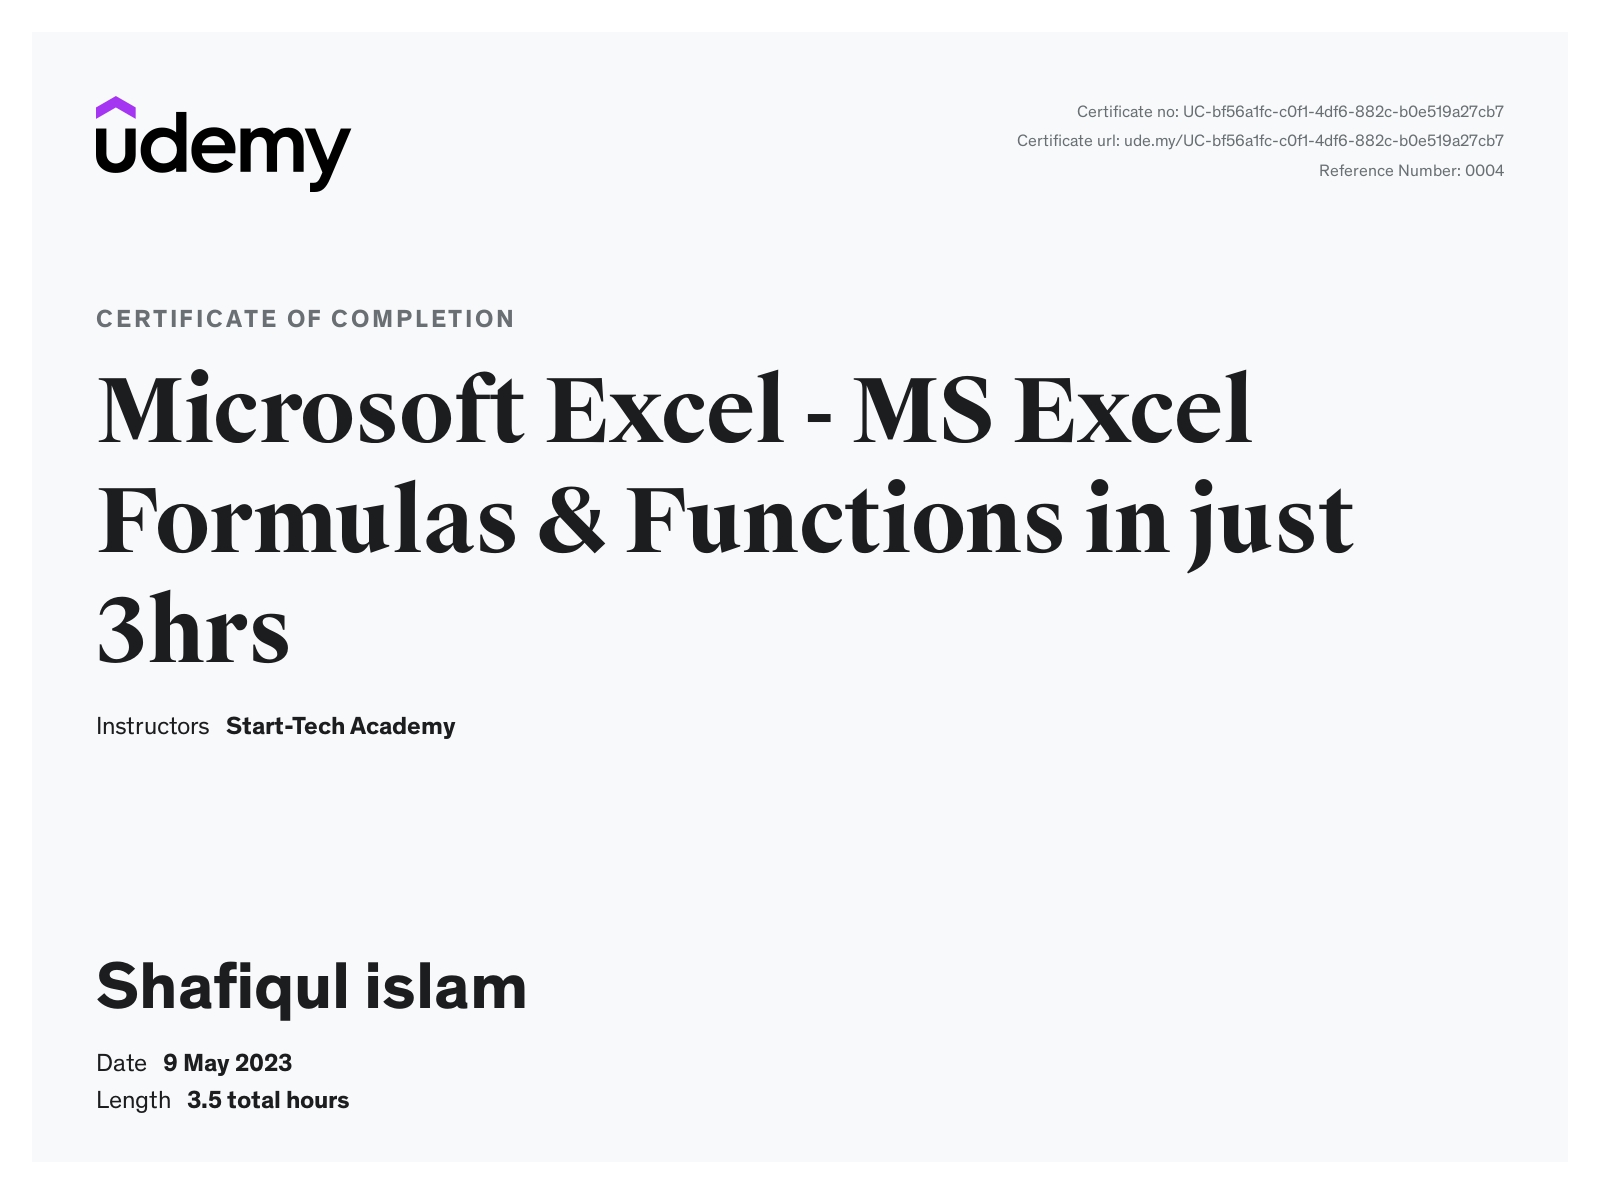 udemy
Certificate no: UC-bf56a1fc-c0f1-4df6-882c-b0e519a27cb7
Certificate url: ude.my/UC-bf56a1fc-c0f1-4df6-882c-b0e519a27cb7
Reference Number: 0004
CERTIFICATE OF COMPLETION
Microsoft Excel - MS Excel
Formulas & Functions in just
3hrs
Instructors Start-Tech Academy
Shafiqul islam
Date 9 May 2023
Length 3.5 total hours